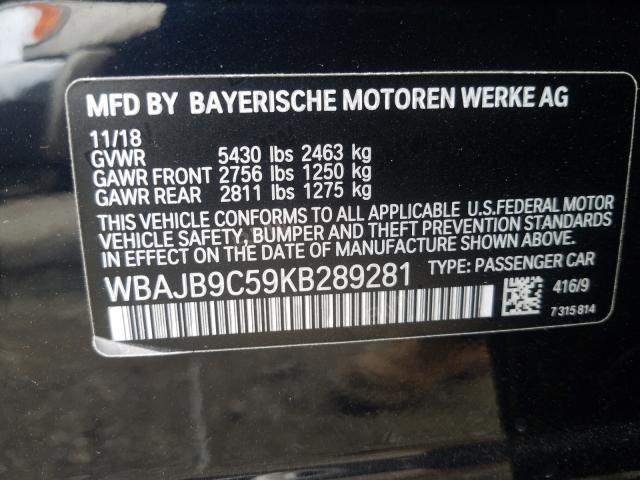 MFD BY BAYERISCHE MOTOREN WERKE AG
11/18
GVWR 5430 lbs 2463 kg
GAWR FRONT 2756 lbs 1250 kg
GAWR REAR 2811 lbs 1275 kg
THIS VEHICLE CONFORMS TO ALL APPLICABLE U.S.FEDERAL MOTOR
VEHICLE SAFETY, BUMPER AND THEFT PREVENTION STANDARDS
IN EFFECT ON THE DATE OF MANUFACTURE SHOWN ABOVE.
WBAJB9C59KB289281 TYPE: PASSENGER CAR
416/9
7 315 814